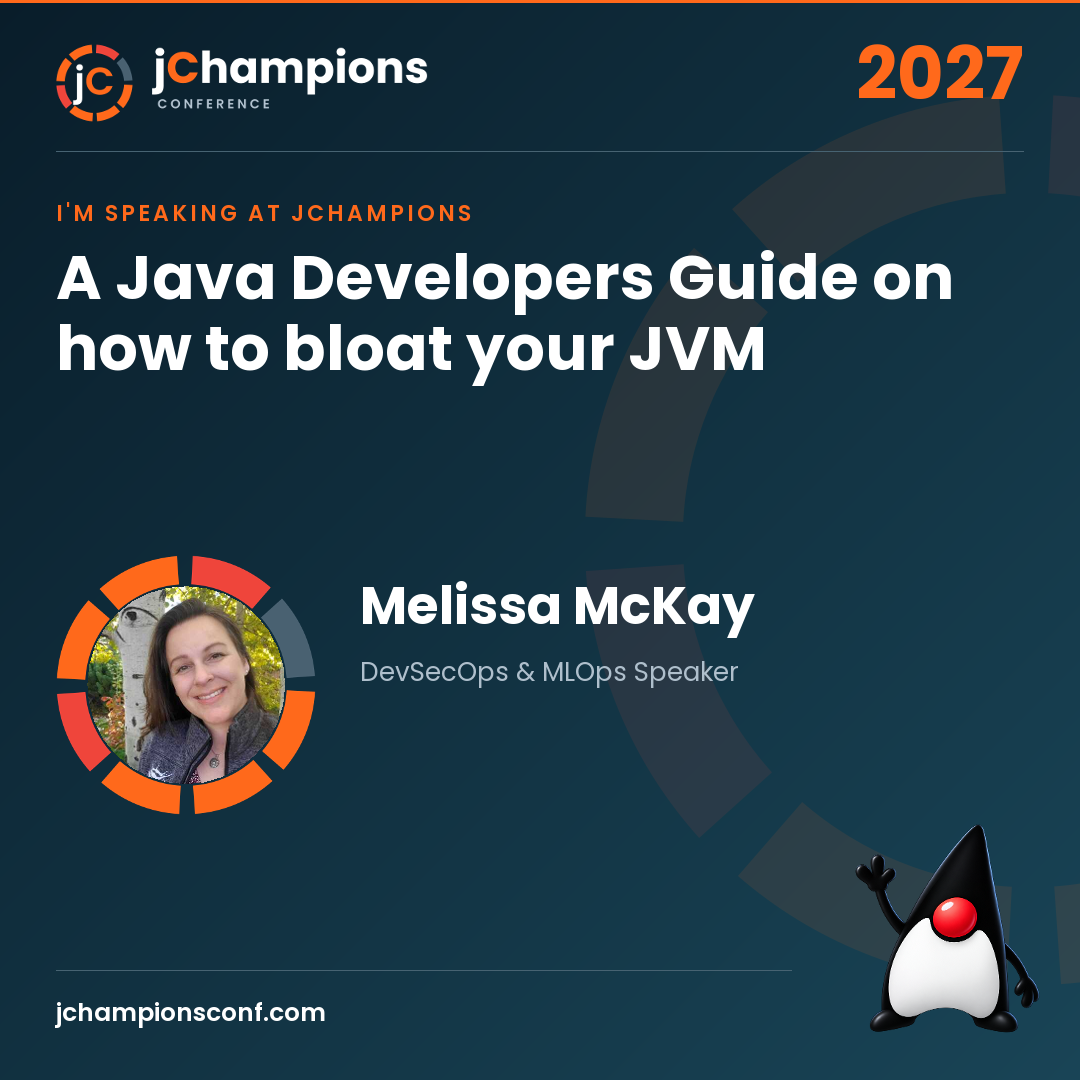 jC
jChampions
CONFERENCE
2027
I'M SPEAKING AT JCHAMPIONS
A Java Developers Guide on
how to bloat your JVM
Melissa McKay
DevSecOps & MLOps Speaker
jchampionsconf.com